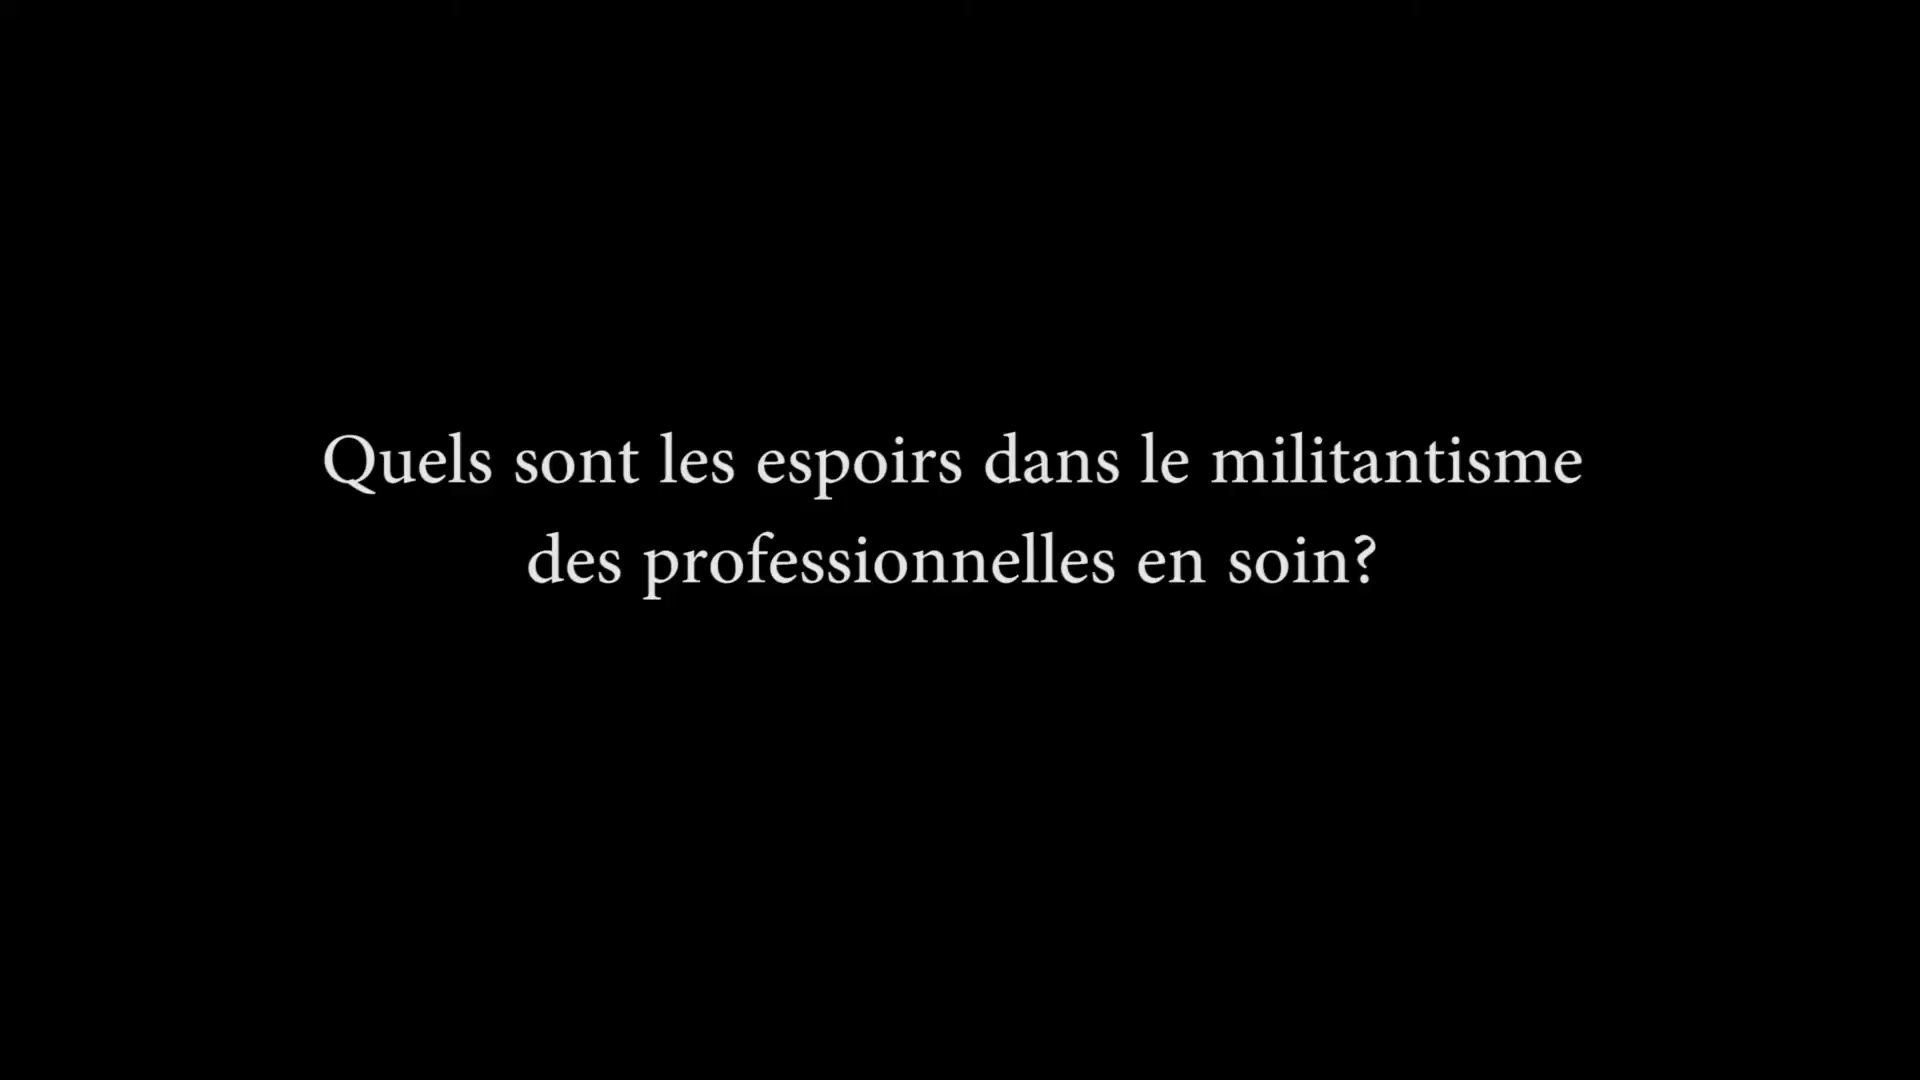 Quels sont les espoirs dans le militantisme
des professionnelles en soin?